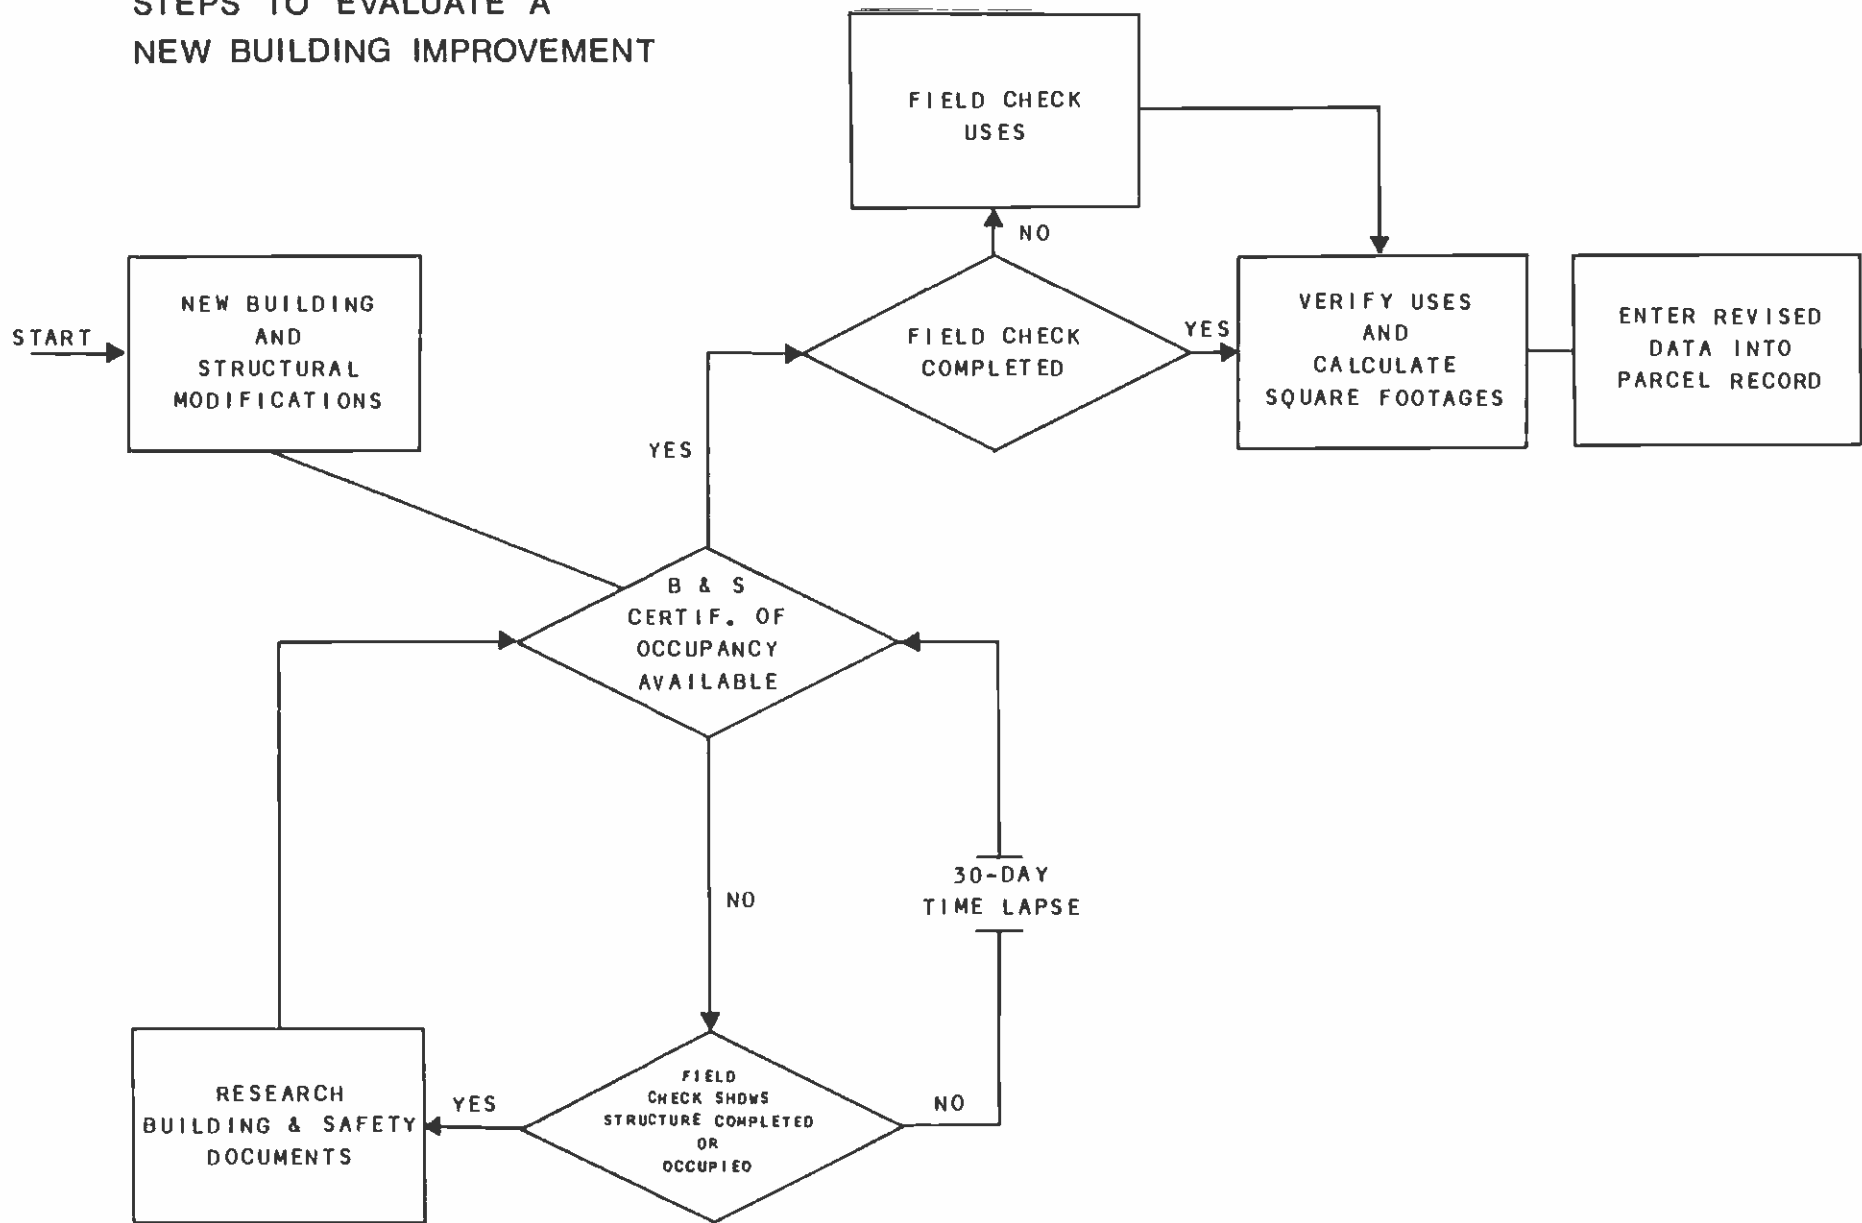 STEPS TO EVALUATE A
NEW BUILDING IMPROVEMENT
FIELD CHECK
USES
NO
START
NEW BUILDING
AND
STRUCTURAL
MODIFICATIONS
FIELD CHECK
COMPLETED
YES
VERIFY USES
AND
CALCULATE
SQUARE FOOTAGES
ENTER REVISED
DATA INTO
PARCEL RECORD
YES
B & S
CERTIF. OF
OCCUPANCY
AVAILABLE
NO
30-DAY
TIME LAPSE
RESEARCH
BUILDING & SAFETY
DOCUMENTS
YES
FIELD
CHECK SHOWS
STRUCTURE COMPLETED
OR
OCCUPIED
NO